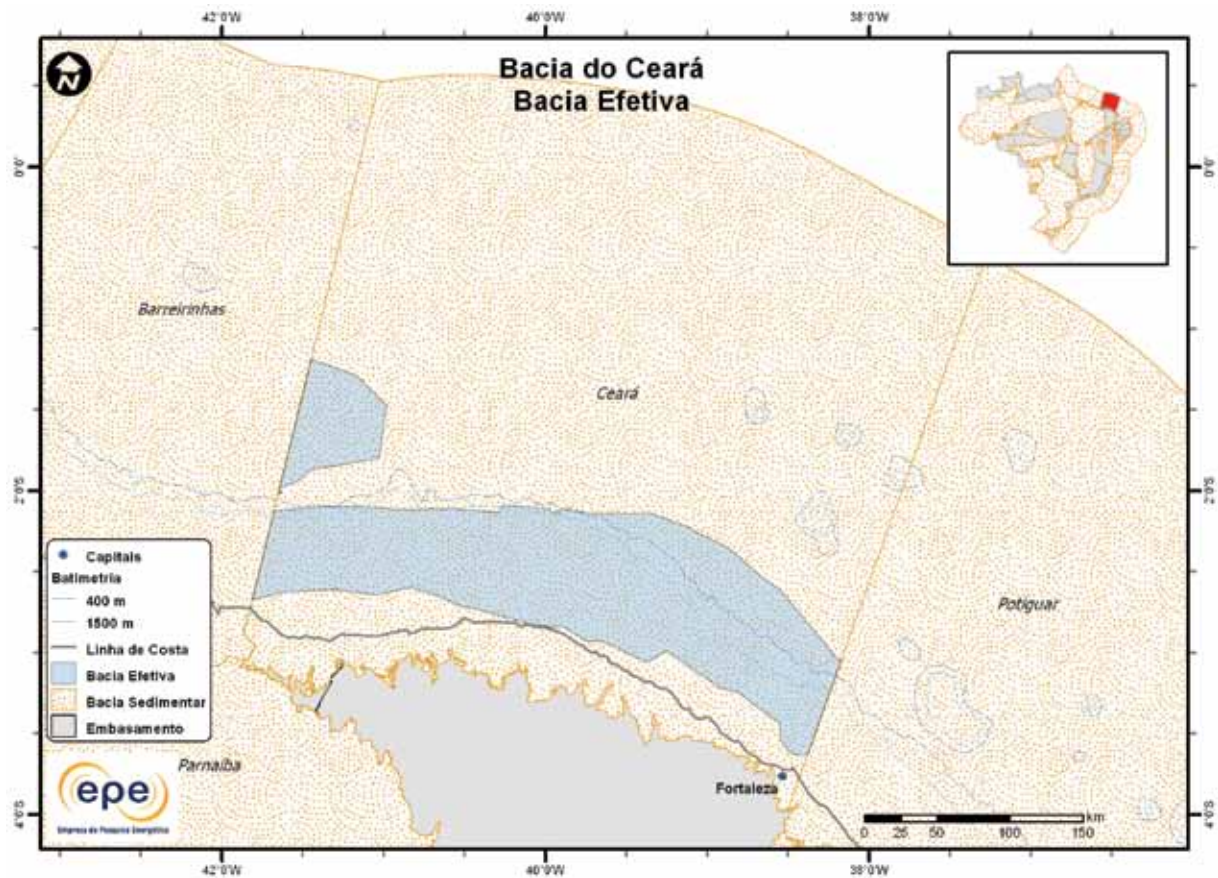 42°0'W 40°0'W 38°0'W
Bacia do Ceará
Bacia Efetiva
N
0°0' 0°0'
Barreirinhas
Ceará
2°0'S 2°0'S
Capitais
Batimetria
400 m
1500 m
Linha de Costa
Bacia Efetiva
Bacia Sedimentar
Embasamento
Potiguar
Parnaíba
epe
Empresa de Pesquisa Energética
Fortaleza
km
0 25 50 100 150
4°0'S 4°0'S
42°0'W 40°0'W 38°0'W